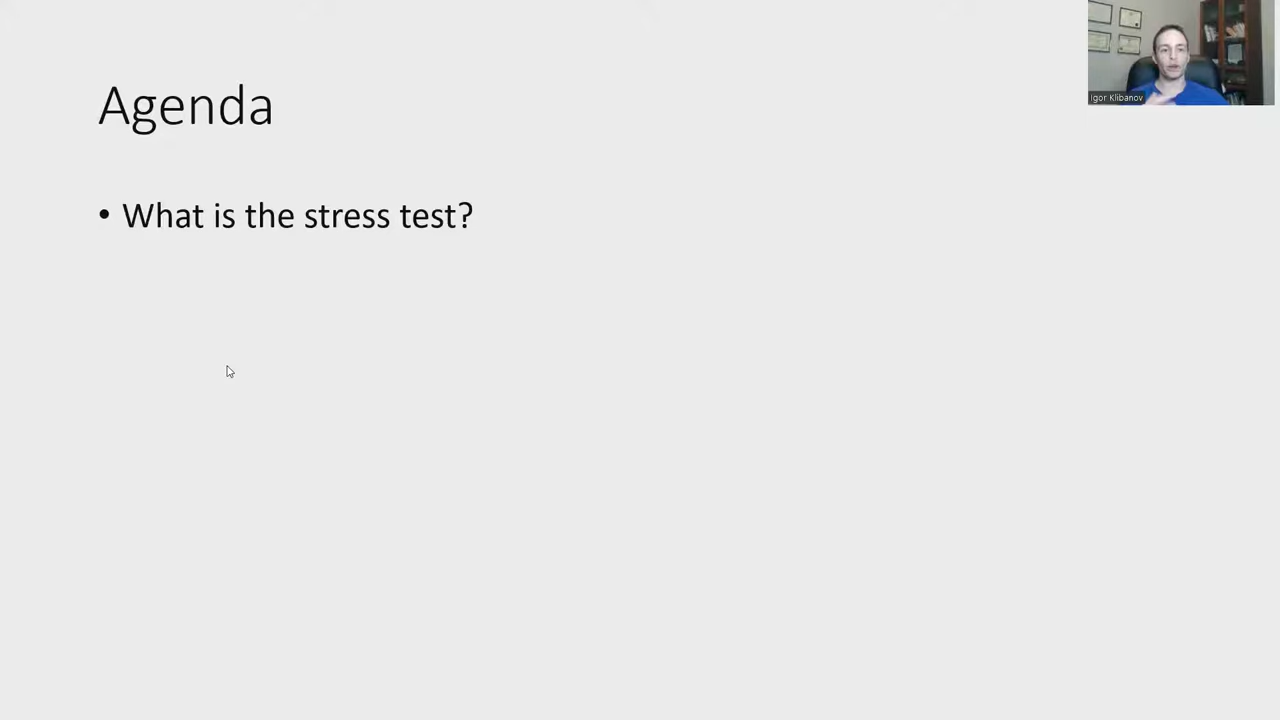 Agenda
• What is the stress test?
Igor Klibanov